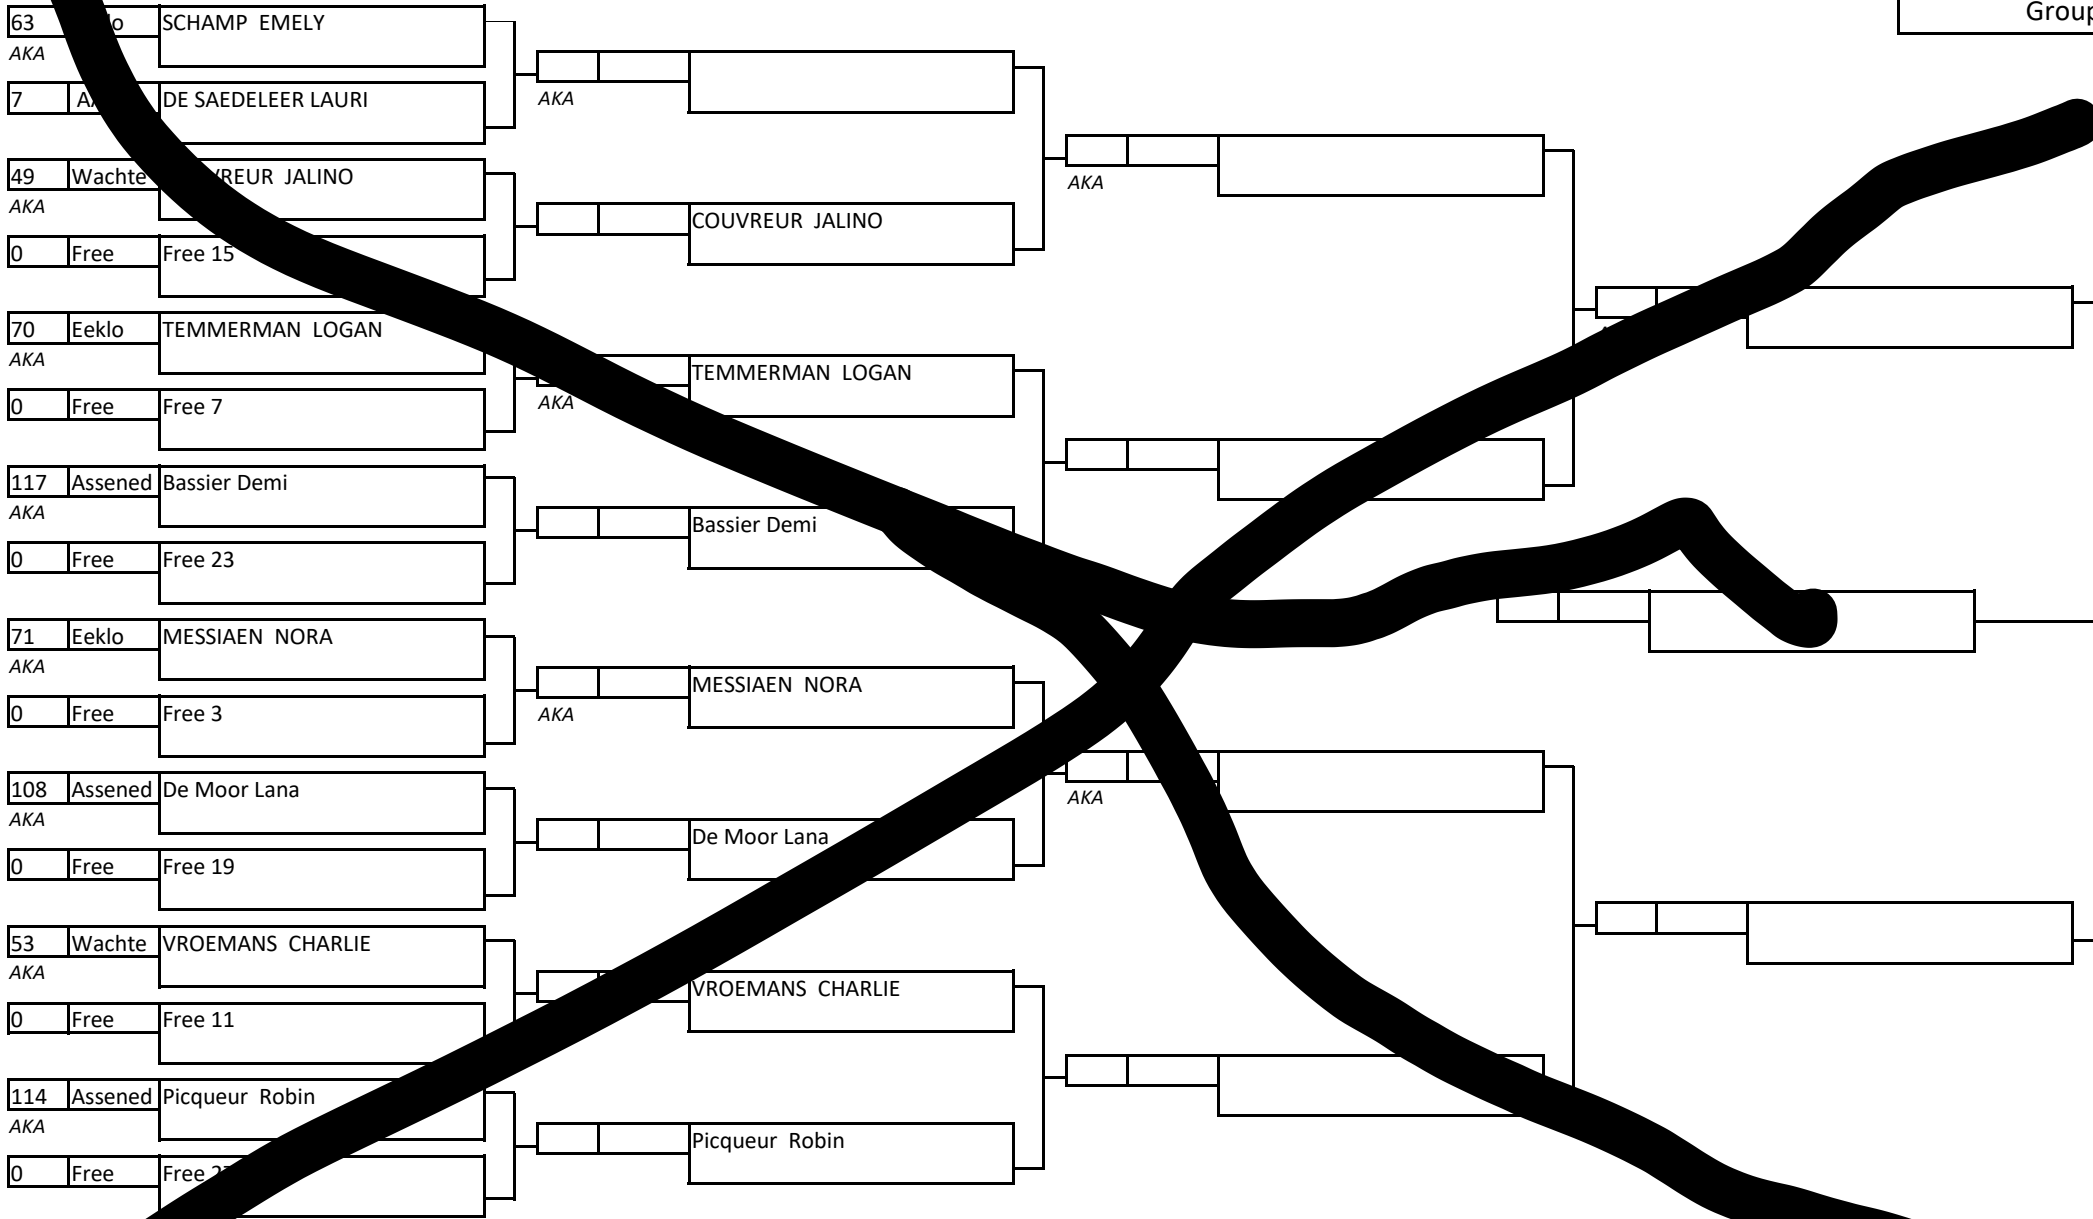 Group
63 SCHAMP EMELY
AKA
7 DE SAEDELEER LAURI
AKA
49 Wachte JALINO
AKA
AKA
COUVREUR JALINO
0 Free Free 15
70 Eeklo TEMMERMAN LOGAN
AKA
TEMMERMAN LOGAN
0 Free Free 7
AKA
117 Assened Bassier Demi
AKA
Bassier Demi
0 Free Free 23
71 Eeklo MESSIAEN NORA
AKA
MESSIAEN NORA
0 Free Free 3
AKA
108 Assened De Moor Lana
AKA
AKA
De Moor Lana
0 Free Free 19
53 Wachte VROEMANS CHARLIE
AKA
VROEMANS CHARLIE
0 Free Free 11
114 Assened Picqueur Robin
AKA
Picqueur Robin
0 Free Free